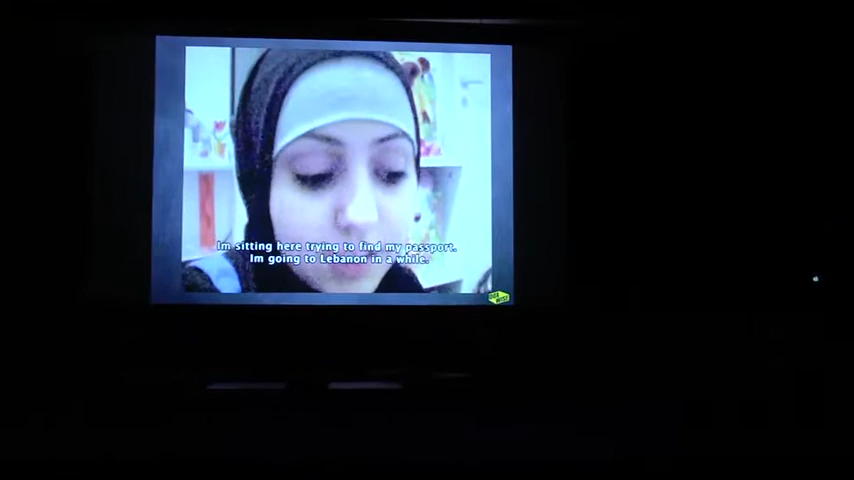 Im sitting here trying to find my passport.
Im going to Lebanon in a while.